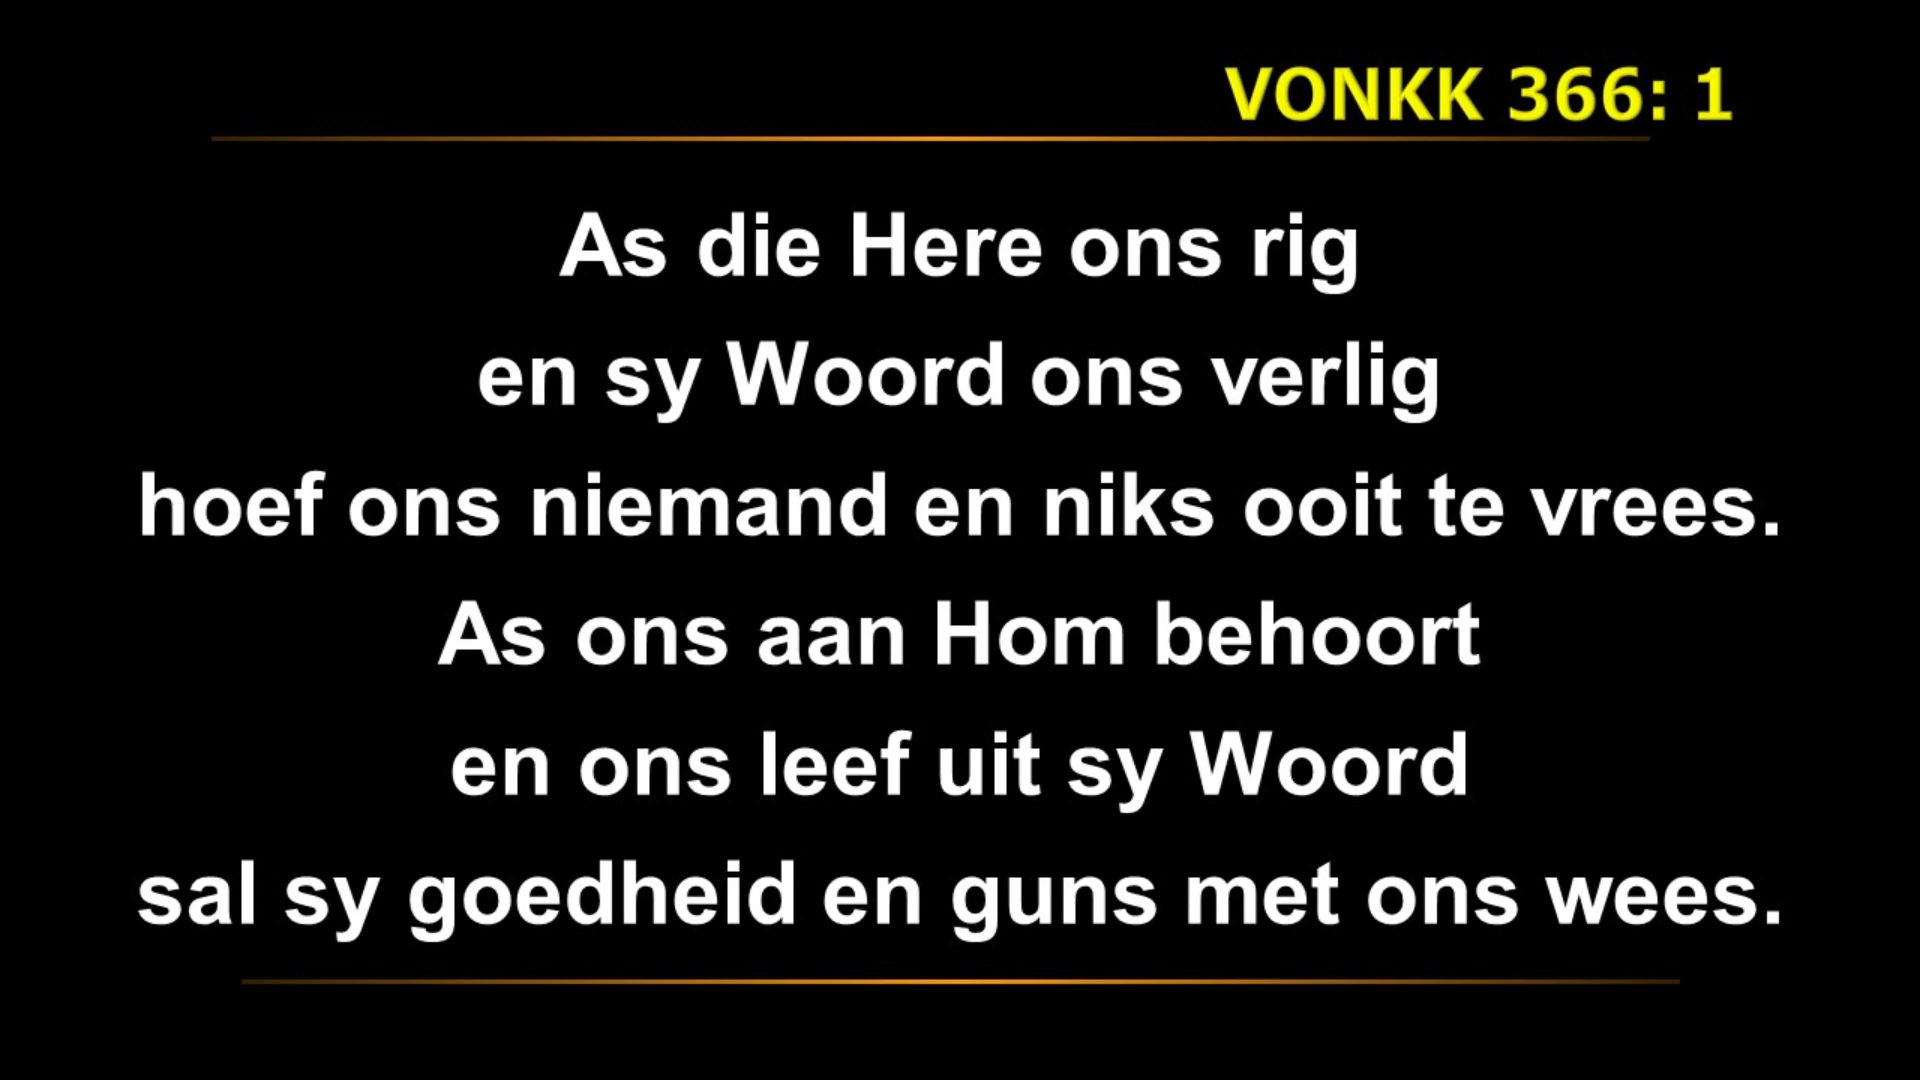 VONKK 366: 1
As die Here ons rig
en sy Woord ons verlig
hoef ons niemand en niks ooit te vrees.
As ons aan Hom behoort
en ons leef uit sy Woord
sal sy goedheid en guns met ons wees.